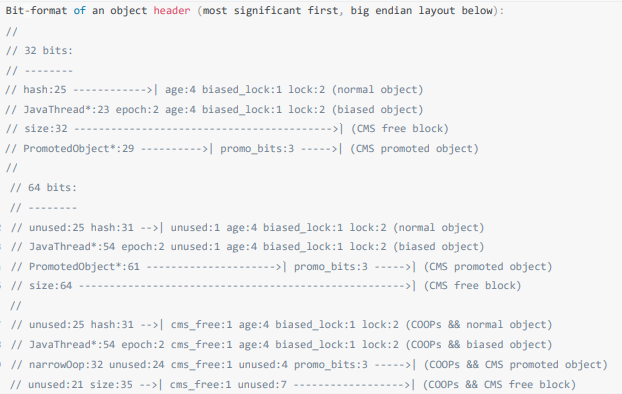 Bit-format of an object header (most significant first, big endian layout below):
//
// 32 bits:
// --------
// hash:25 ------------>| age:4 biased_lock:1 lock:2 (normal object)
// JavaThread*:23 epoch:2 age:4 biased_lock:1 lock:2 (biased object)
// size:32 ------------------------------------------>| (CMS free block)
// PromotedObject*:29 ---------->| promo_bits:3 ----->| (CMS promoted object)
//
// 64 bits:
// --------
// unused:25 hash:31 -->| unused:1 age:4 biased_lock:1 lock:2 (normal object)
// JavaThread*:54 epoch:2 unused:1 age:4 biased_lock:1 lock:2 (biased object)
// PromotedObject*:61 --------------------->| promo_bits:3 ----->| (CMS promoted object)
// size:64 ----------------------------------------------------->| (CMS free block)
//
// unused:25 hash:31 -->| cms_free:1 age:4 biased_lock:1 lock:2 (COOPs && normal object)
// JavaThread*:54 epoch:2 cms_free:1 age:4 biased_lock:1 lock:2 (COOPs && biased object)
// narrowOop:32 unused:24 cms_free:1 unused:4 promo_bits:3 ----->| (COOPs && CMS promoted object)
// unused:21 size:35 -->| cms_free:1 unused:7 ------------------>| (COOPs && CMS free block)